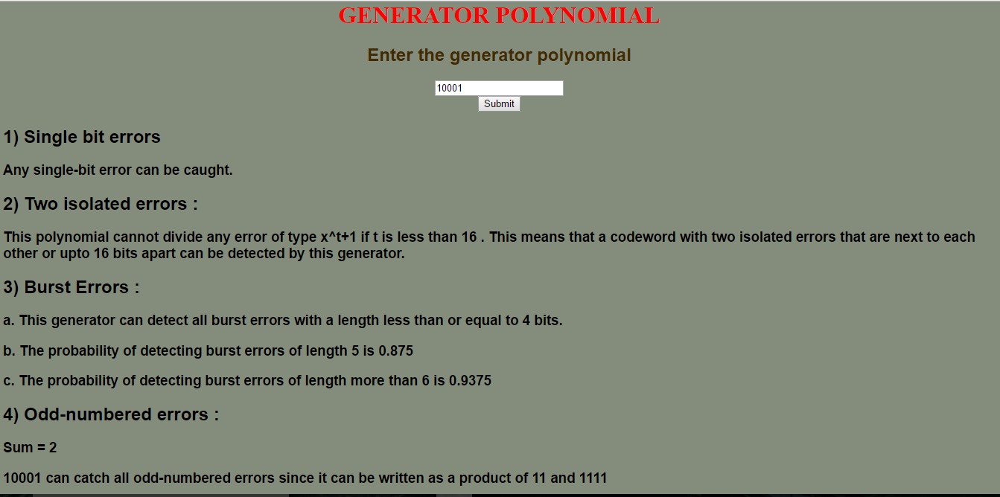 GENERATOR POLYNOMIAL
Enter the generator polynomial
10001
Submit
1) Single bit errors
Any single-bit error can be caught.
2) Two isolated errors :
This polynomial cannot divide any error of type x^t+1 if t is less than 16 . This means that a codeword with two isolated errors that are next to each
other or upto 16 bits apart can be detected by this generator.
3) Burst Errors :
a. This generator can detect all burst errors with a length less than or equal to 4 bits.
b. The probability of detecting burst errors of length 5 is 0.875
c. The probability of detecting burst errors of length more than 6 is 0.9375
4) Odd-numbered errors :
Sum = 2
10001 can catch all odd-numbered errors since it can be written as a product of 11 and 1111